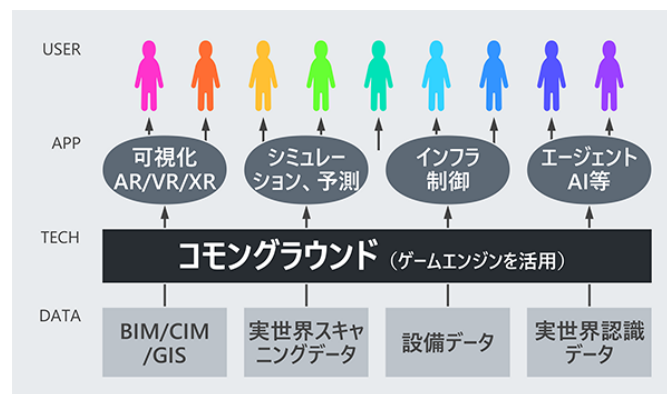 USER
APP
可視化
AR/VR/XR
シミュレー
ション、予測
インフラ
制御
エージェント
AI等
TECH
コモングラウンド（ゲームエンジンを活用）
DATA
BIM/CIM
/GIS
実世界スキャ
ニングデータ
設備データ
実世界認識
データ